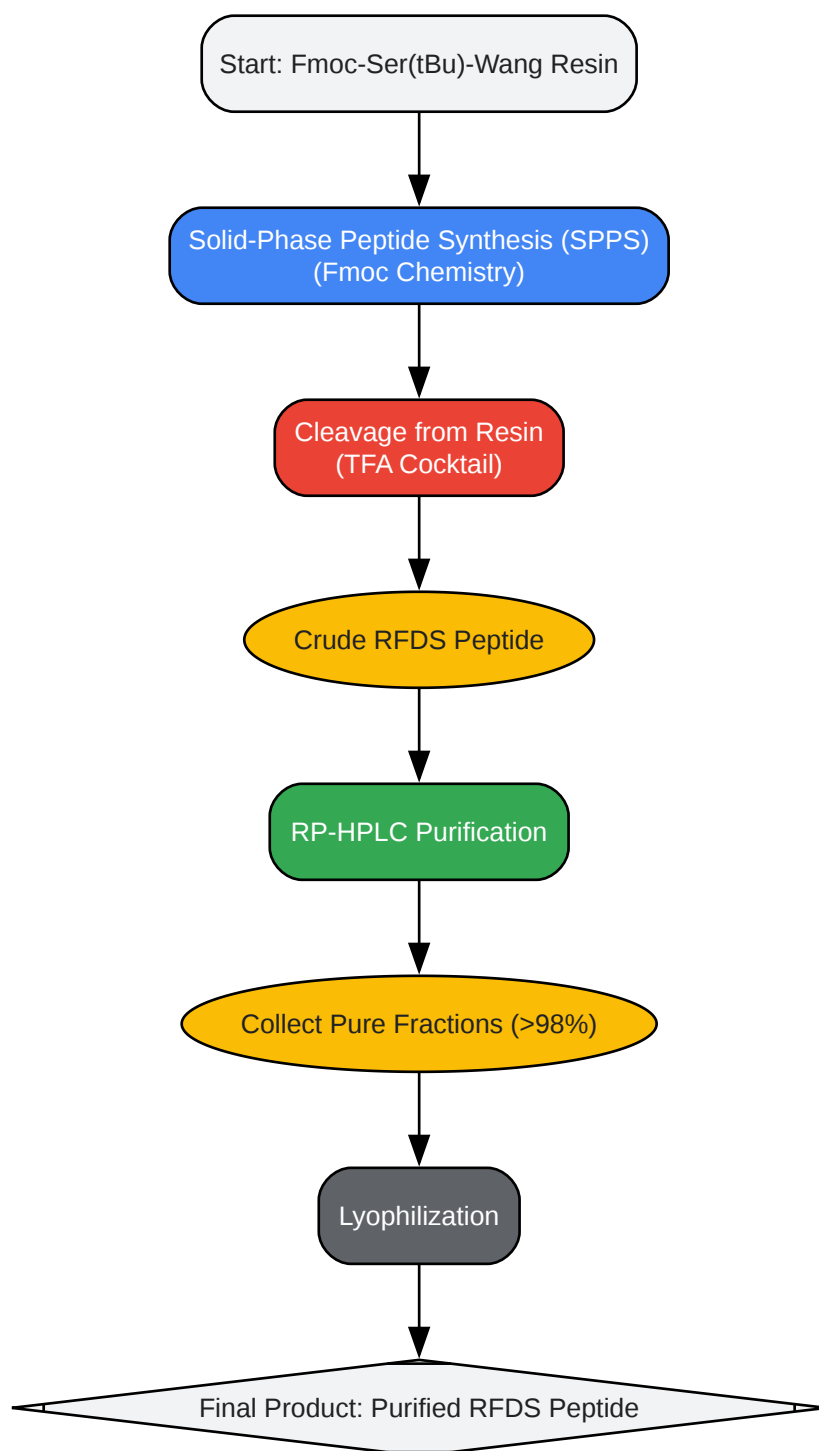 Start: Fmoc-Ser(tBu)-Wang Resin
Solid-Phase Peptide Synthesis (SPPS)
(Fmoc Chemistry)
Cleavage from Resin
(TFA Cocktail)
Crude RFDS Peptide
RP-HPLC Purification
Collect Pure Fractions (>98%)
Lyophilization
Final Product: Purified RFDS Peptide